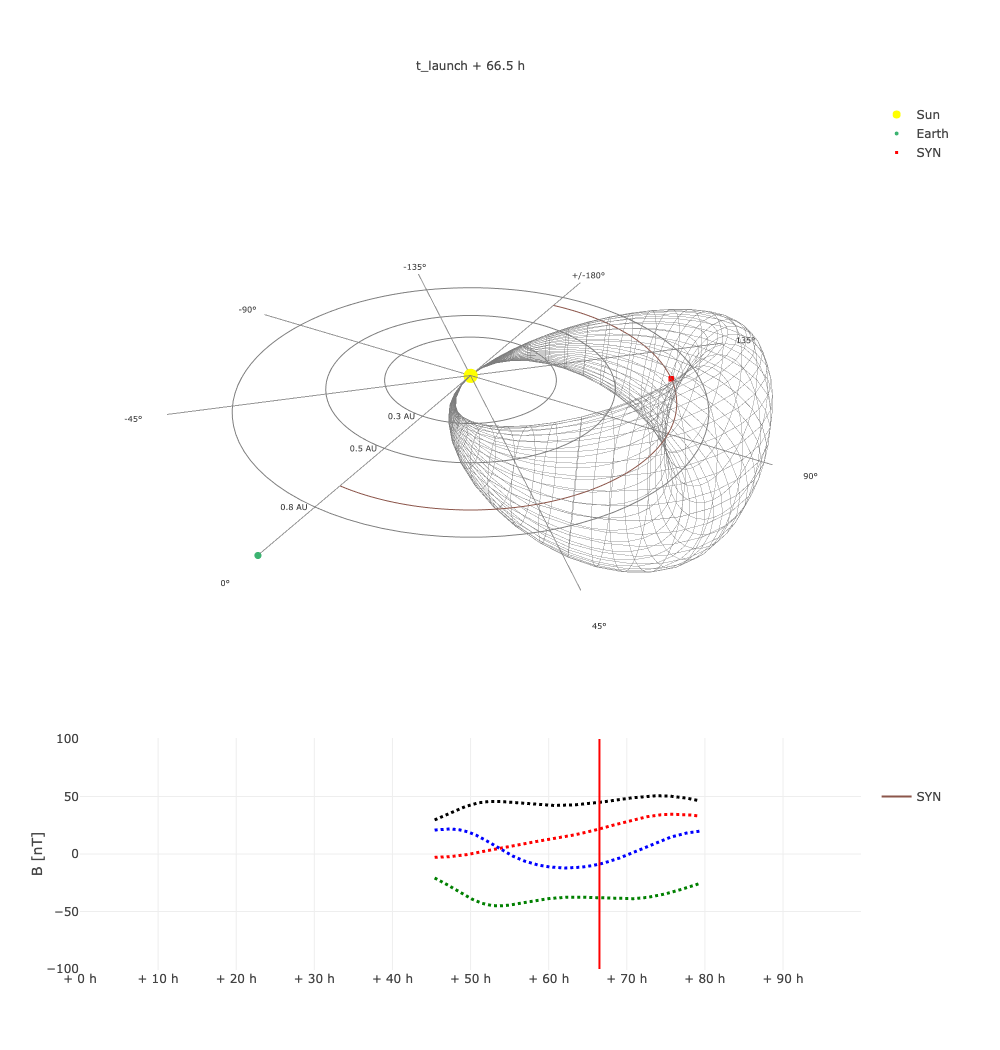 t_launch + 66.5 h
Sun
Earth
SYN
-135°
+/-180°
-90°
135°
-45°
0.3 AU
0.5 AU
90°
0.8 AU
0°
45°
100
50
0
−50
−100
B [nT]
SYN
+ 0 h
+ 10 h
+ 20 h
+ 30 h
+ 40 h
+ 50 h
+ 60 h
+ 70 h
+ 80 h
+ 90 h